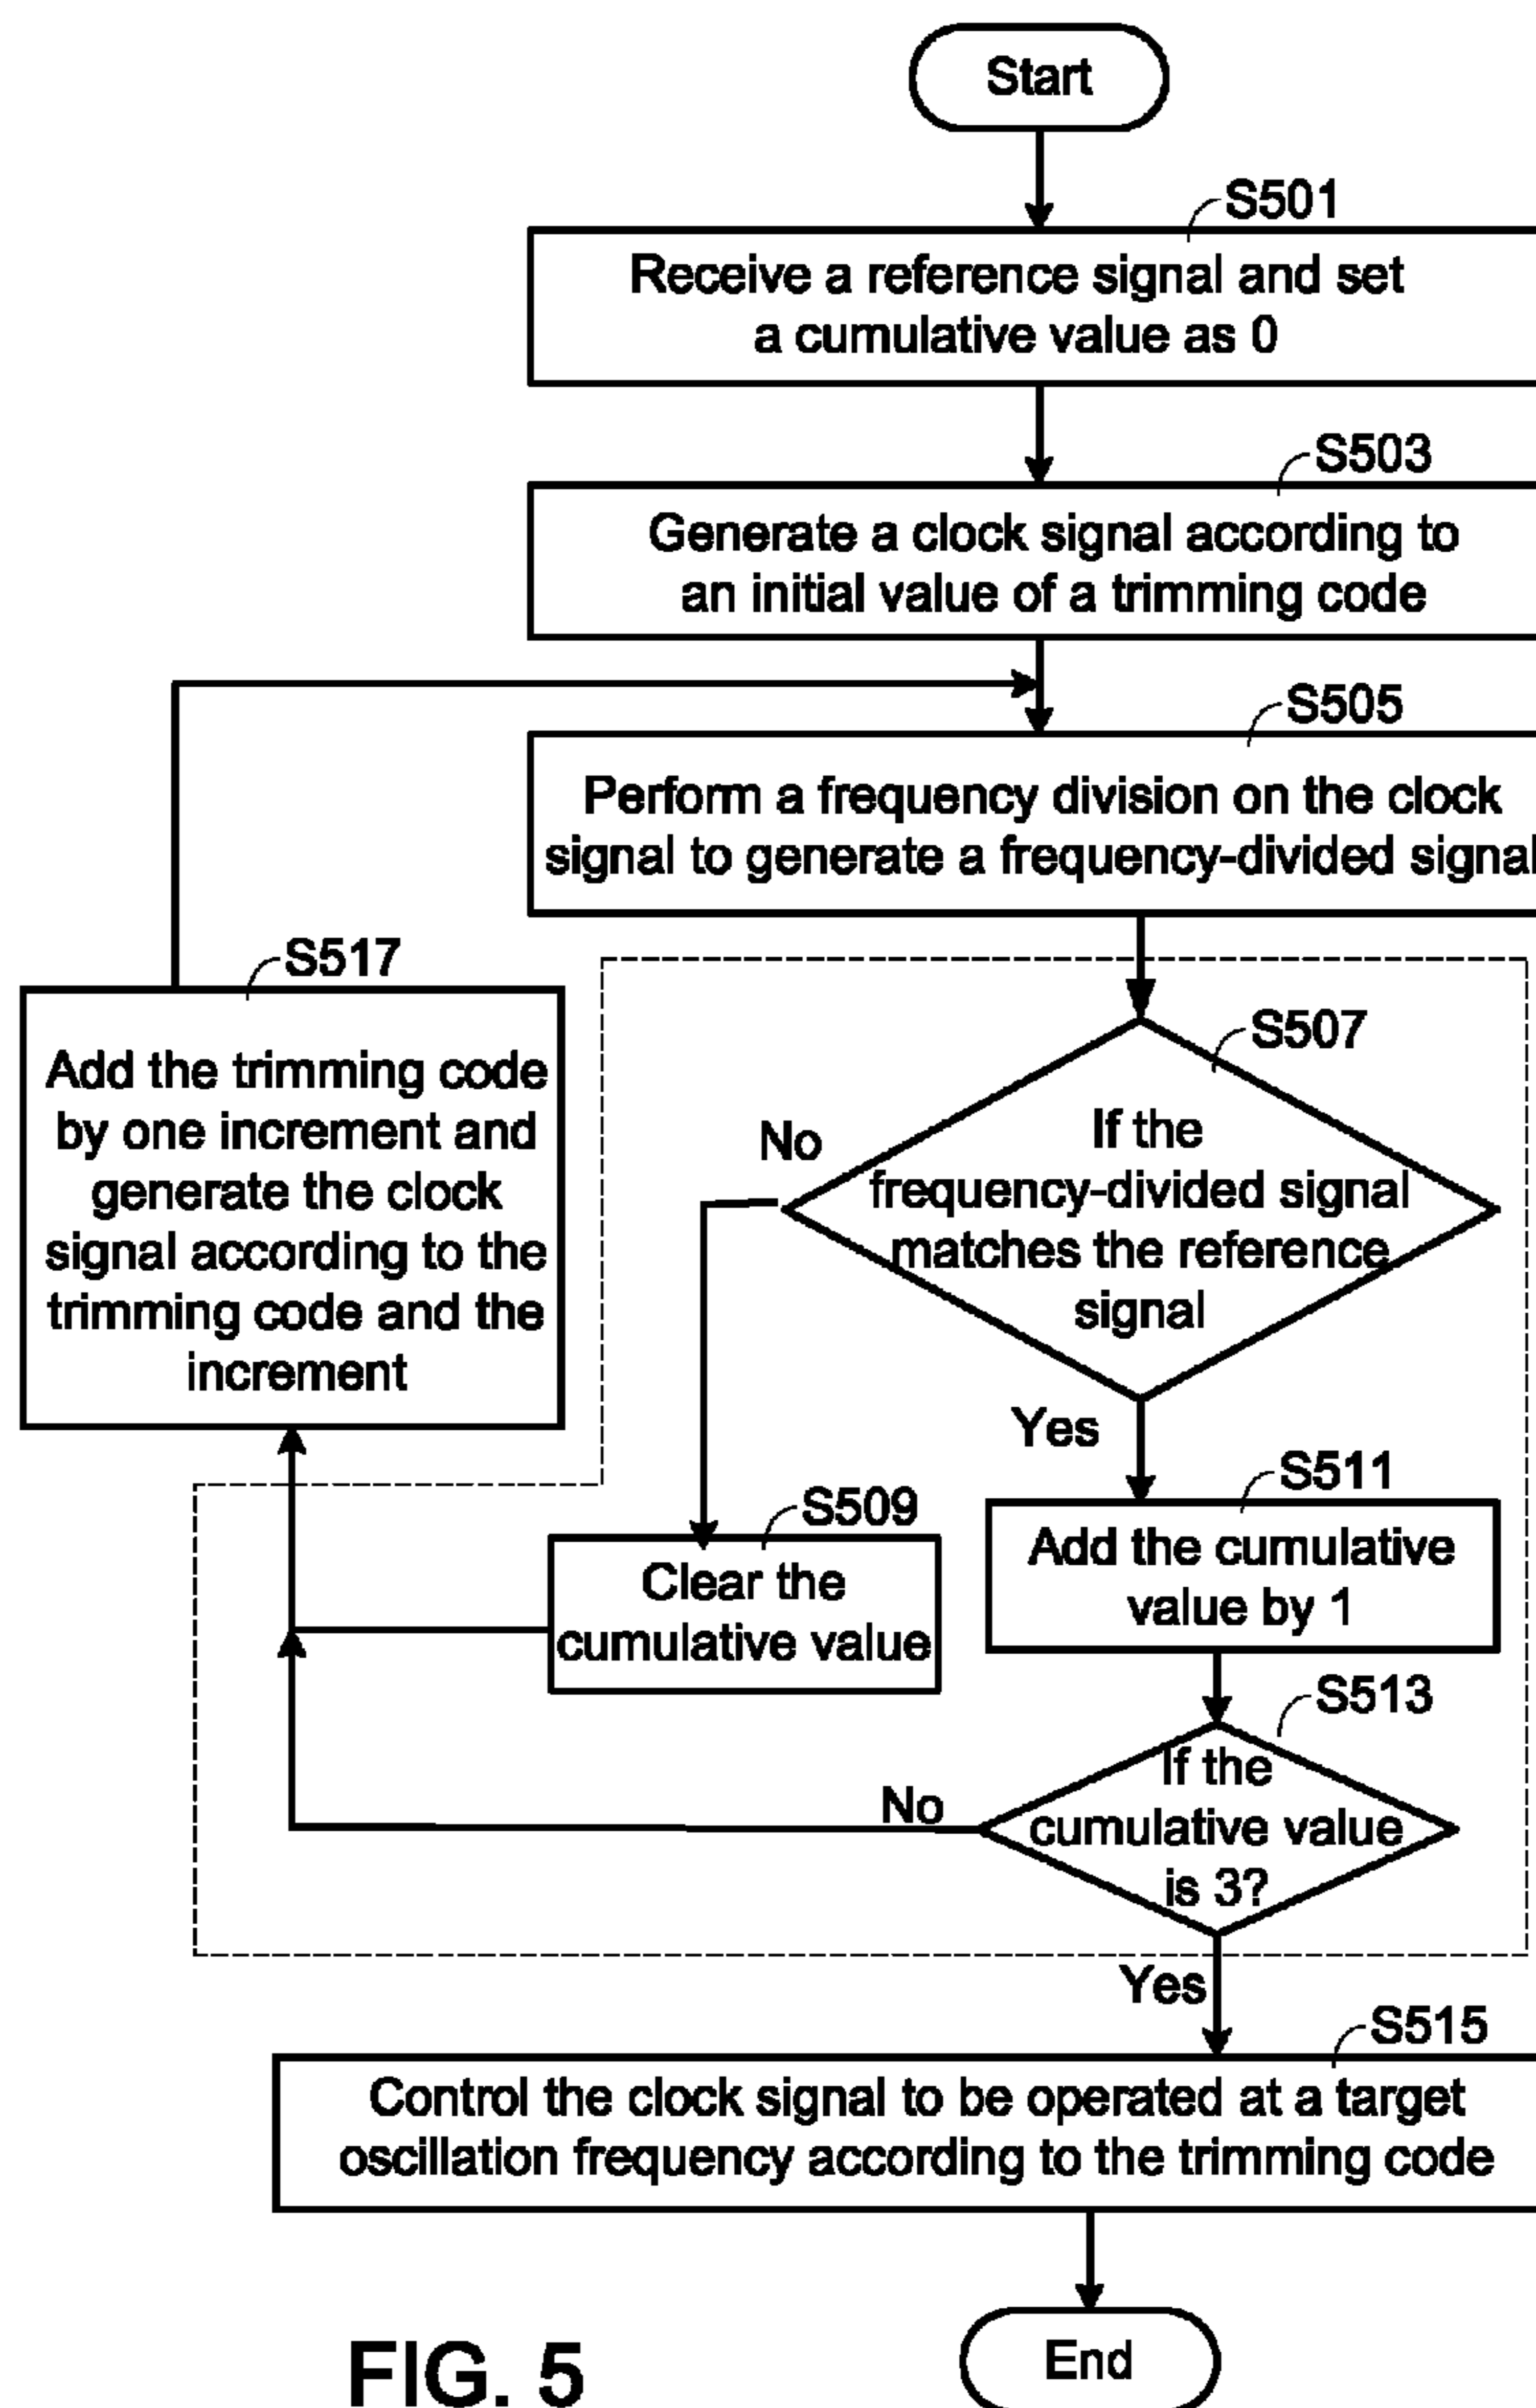 Start
S501
Receive a reference signal and set
a cumulative value as 0
S503
Generate a clock signal according to
an initial value of a trimming code
S505
Perform a frequency division on the clock
signal to generate a frequency-divided signal
S517
Add the trimming code
by one increment and
generate the clock
signal according to the
trimming code and the
increment
S507
If the
frequency-divided signal
matches the reference
signal
No
Yes
S509
Clear the
cumulative value
S511
Add the cumulative
value by 1
S513
If the
cumulative value
is 3?
No
Yes
S515
Control the clock signal to be operated at a target
oscillation frequency according to the trimming code
End
FIG. 5